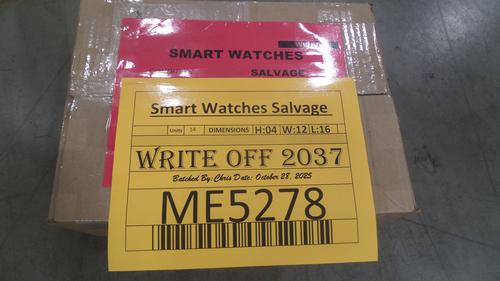 SMART WATCHES
SALVAGE
Smart Watches Salvage
Units 14 DIMENSIONS H:04 W:12 L:16
WRITE OFF 2037
Batched By: Chris Date: October 28, 2025
ME5278